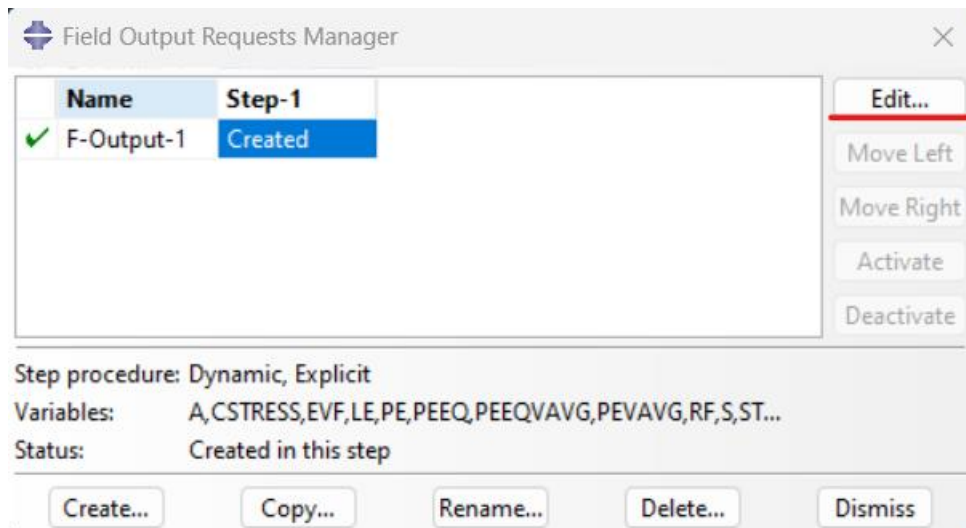 Field Output Requests Manager
Name Step-1
Edit...
F-Output-1 Created
Move Left
Move Right
Activate
Deactivate
Step procedure: Dynamic, Explicit
Variables: A,CSTRESS,EVF,LE,PE,PEEQ,PEEQVAVG,PEVAVG,RF,S,ST...
Status: Created in this step
Create... Copy... Rename... Delete... Dismiss